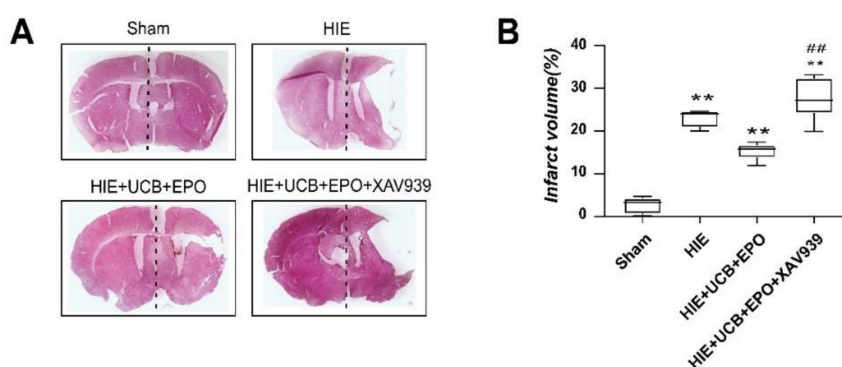 A
Sham
HIE
HIE+UCB+EPO
HIE+UCB+EPO+XAV939
B
Infarct volume(%)
40
30
20
10
0
**
**
##
**
Sham
HIE
HIE+UCB+EPO
HIE+UCB+EPO+XAV939